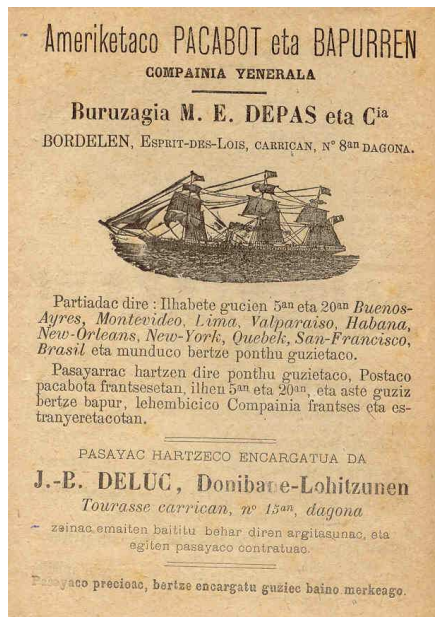 Ameriketaco PACABOT eta BAPURREN
COMPAINIA YENERALA
Buruzagia M. E. DEPAS eta Cia
BORDELEN, ESPRIT-DES-LOIS, CARRICAN, N° 8an DAGONA.
Partiadac dire : Ilhabete gucien 5an eta 20an Buenos-
Ayres, Montevideo, Lima, Valparaiso, Habana,
New-Orleans, New-York, Quebek, San-Francisco,
Brasil eta munduco bertze ponthu guzietaco.
Pasayarrac hartzen dire ponthu guzietaco, Postaco
pacabota frantsesetan, ilhen 5an eta 20an, eta aste guziz
bertze bapur, lehembicico Compainia frantses eta es-
tranyeretacotan.
PASAYAC HARTZECO ENCARGATUA DA
J.-B. DELUC, Donibane-Lohitzunen
Tourasse carrican, n° 15an, dagona
zeinac emaiten baititu behar diren argitasunac, eta
egiten pasayaco contratuac.
Pasayaco precioac, bertze encargatu guziec baino merkeago.